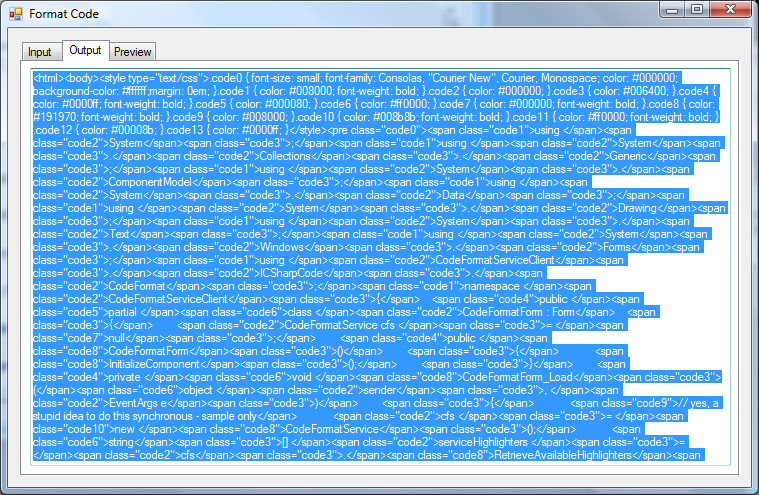 Format Code
Input Output Preview
<html><body><style type="text/css">.code0 { font-size: small; font-family: Consolas, "Courier New", Courier, Monospace; color: #000000;
background-color: #ffffff;margin: 0em; }.code1 { color: #008000; font-weight: bold; }.code2 { color: #000000; }.code3 { color: #006400; }.code4 {
color: #0000ff; font-weight: bold; }.code5 { color: #000080; }.code6 { color: #ff0000; }.code7 { color: #000000; font-weight: bold; }.code8 { color:
#191970; font-weight: bold; }.code9 { color: #008000; }.code10 { color: #008b8b; font-weight: bold; }.code11 { color: #ff0000; font-weight: bold; }
.code12 { color: #00008b; }.code13 { color: #0000ff; }</style><pre class="code0"><span class="code1">using </span><span
class="code2">System</span><span class="code3">;</span><span class="code1">using </span><span class="code2">System</span><span
class="code3">.</span><span class="code2">Collections</span><span class="code3">.</span><span class="code2">Generic</span><span
class="code3">;</span><span class="code1">using </span><span class="code2">System</span><span class="code3">.</span><span
class="code2">ComponentModel</span><span class="code3">;</span><span class="code1">using </span><span
class="code2">System</span><span class="code3">.</span><span class="code2">Data</span><span class="code3">;</span><span
class="code1">using </span><span class="code2">System</span><span class="code3">.</span><span class="code2">Drawing</span><span
class="code3">;</span><span class="code1">using </span><span class="code2">System</span><span class="code3">.</span><span
class="code2">Text</span><span class="code3">;</span><span class="code1">using </span><span class="code2">System</span><span
class="code3">.</span><span class="code2">Windows</span><span class="code3">.</span><span class="code2">Forms</span><span
class="code3">;</span><span class="code1">using </span><span class="code2">CodeFormatServiceClient</span><span
class="code3">.</span><span class="code2">ICSharpCode</span><span class="code3">.</span><span
class="code2">CodeFormat</span><span class="code3">;</span><span class="code1">namespace </span><span
class="code2">CodeFormatServiceClient</span><span class="code3">{</span> <span class="code4">public </span><span
class="code5">partial </span><span class="code6">class </span><span class="code2">CodeFormatForm : Form</span> <span
class="code3">{</span> <span class="code2">CodeFormatService cfs </span><span class="code3">= </span><span
class="code7">null</span><span class="code3">;</span> <span class="code4">public </span><span
class="code8">CodeFormatForm</span><span class="code3">()</span> <span class="code3">{</span> <span
class="code8">InitializeComponent</span><span class="code3">();</span> <span class="code3">}</span> <span
class="code4">private </span><span class="code6">void </span><span class="code8">CodeFormatForm_Load</span><span class="code3">
(</span><span class="code6">object </span><span class="code2">sender</span><span class="code3">, </span><span
class="code2">EventArgs e</span><span class="code3">)</span> <span class="code3">{</span> <span class="code9">// yes, a
stupid idea to do this synchronous - sample only</span> <span class="code2">cfs </span><span class="code3">= </span><span
class="code10">new </span><span class="code8">CodeFormatService</span><span class="code3">();</span> <span
class="code6">string</span><span class="code3">[] </span><span class="code2">serviceHighlighters </span><span class="code3">=
</span><span class="code2">cfs</span><span class="code3">.</span><span class="code8">RetrieveAvailableHighlighters</span><span